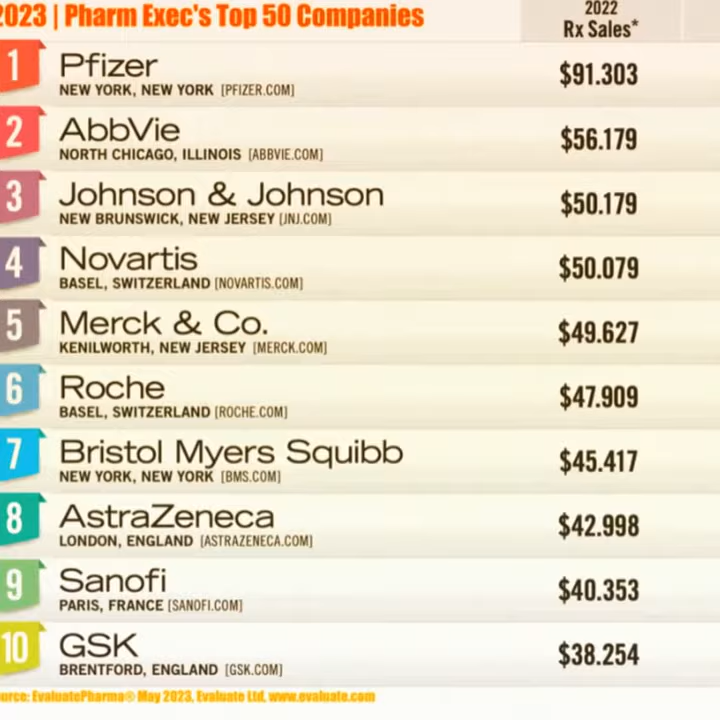 2023 | Pharm Exec's Top 50 Companies
2022
Rx Sales*
1 Pfizer $91.303
NEW YORK, NEW YORK [PFIZER.COM]
2 AbbVie $56.179
NORTH CHICAGO, ILLINOIS [ABBVIE.COM]
3 Johnson & Johnson $50.179
NEW BRUNSWICK, NEW JERSEY [JNJ.COM]
4 Novartis $50.079
BASEL, SWITZERLAND [NOVARTIS.COM]
5 Merck & Co. $49.627
KENILWORTH, NEW JERSEY [MERCK.COM]
6 Roche $47.909
BASEL, SWITZERLAND [ROCHE.COM]
7 Bristol Myers Squibb $45.417
NEW YORK, NEW YORK [BMS.COM]
8 AstraZeneca $42.998
LONDON, ENGLAND [ASTRAZENECA.COM]
9 Sanofi $40.353
PARIS, FRANCE [SANOFI.COM]
10 GSK $38.254
BRENTFORD, ENGLAND [GSK.COM]
ource: EvaluatePharma® May 2023, Evaluate Ltd, www.evaluate.com